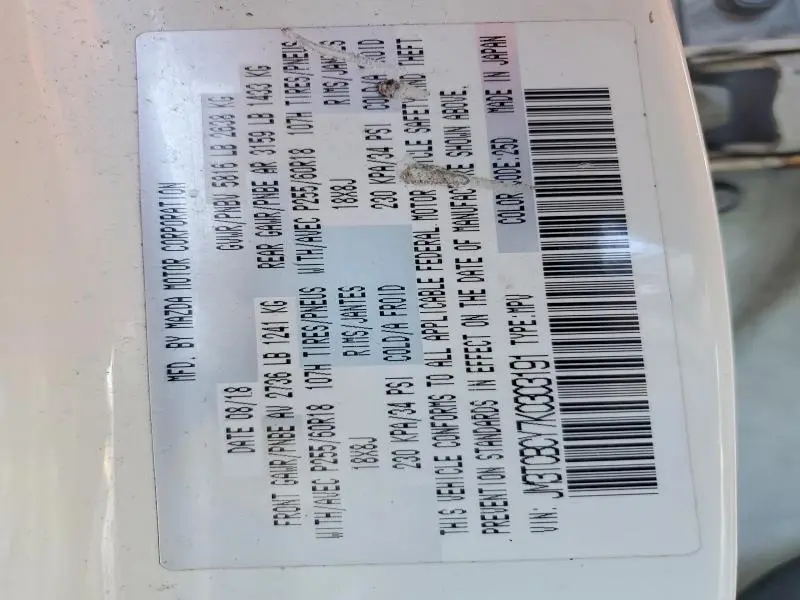 MFD. BY MAZDA MOTOR CORPORATION
DATE 08/18 GVWR/PNBV 5816 LB 2638 KG
FRONT GAWR/PNBE AV 2736 LB 1241 KG REAR GAWR/PNBE AR 3159 LB 1433 KG
WITH/AVEC P255/60R18 107H TIRES/PNEUS WITH/AVEC P255/60R18 107H TIRES/PNEUS
18X8J RIMS/JANTES 18X8J RIMS/JANTES
230 KPA/34 PSI COLD/A FROID 230 KPA/34 PSI COLD/A FROID
THIS VEHICLE CONFORMS TO ALL APPLICABLE FEDERAL MOTOR VEHICLE SAFETY AND THEFT
PREVENTION STANDARDS IN EFFECT ON THE DATE OF MANUFACTURE SHOWN ABOVE.
COLOR CODE:25D MADE IN JAPAN
VIN: JM3TCBCY7K0303191 TYPE:MPV